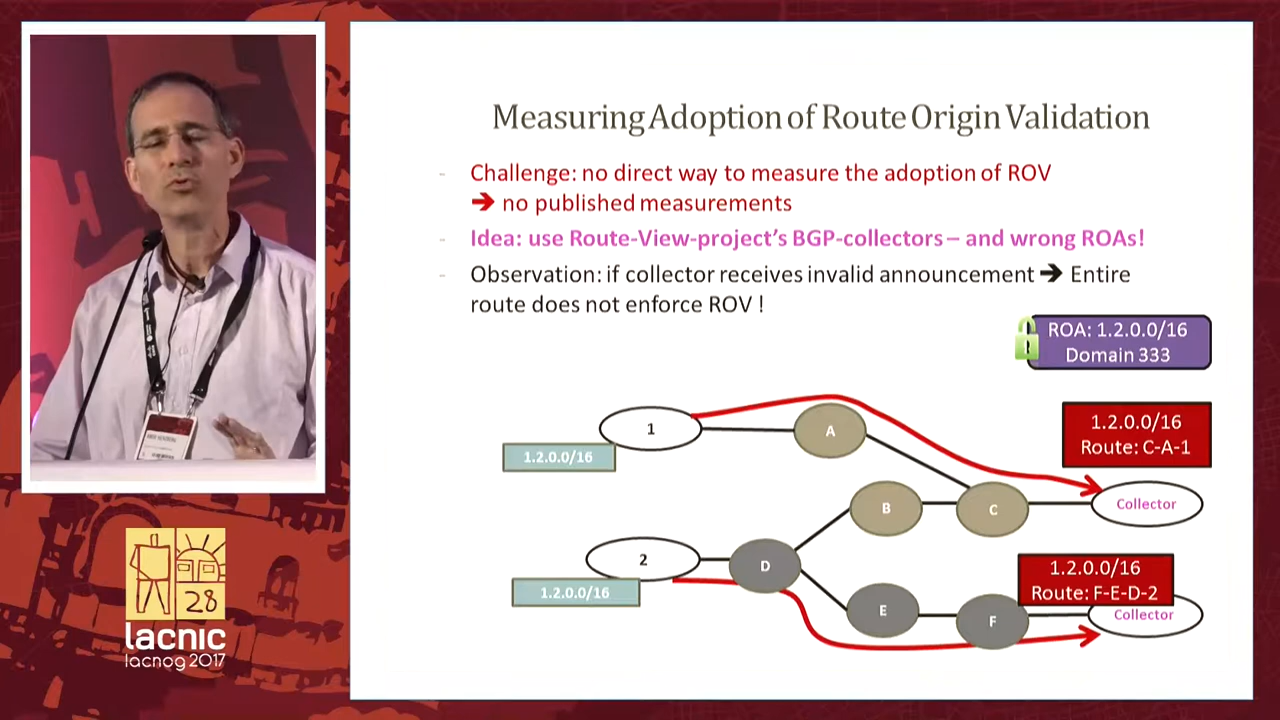 Measuring Adoption of Route Origin Validation
- Challenge: no direct way to measure the adoption of ROV
➔ no published measurements
- Idea: use Route-View-project's BGP-collectors – and wrong ROAs!
- Observation: if collector receives invalid announcement ➔ Entire
route does not enforce ROV !
ROA: 1.2.0.0/16
Domain 333
1
A
1.2.0.0/16
Route: C-A-1
1.2.0.0/16
B
C
Collector
2
D
1.2.0.0/16
Route: F-E-D-2
1.2.0.0/16
E
F
Collector
28
lacnic
lacnog 2017